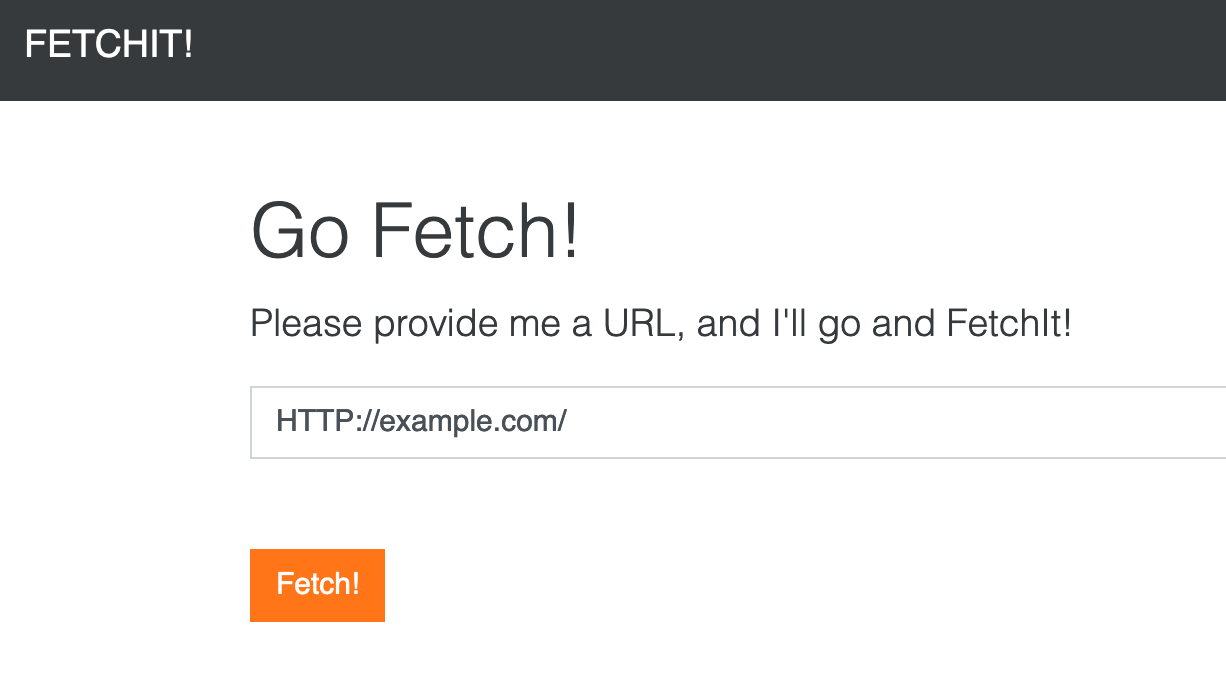 FETCHIT!
Go Fetch!
Please provide me a URL, and I'll go and FetchIt!
HTTP://example.com/
Fetch!